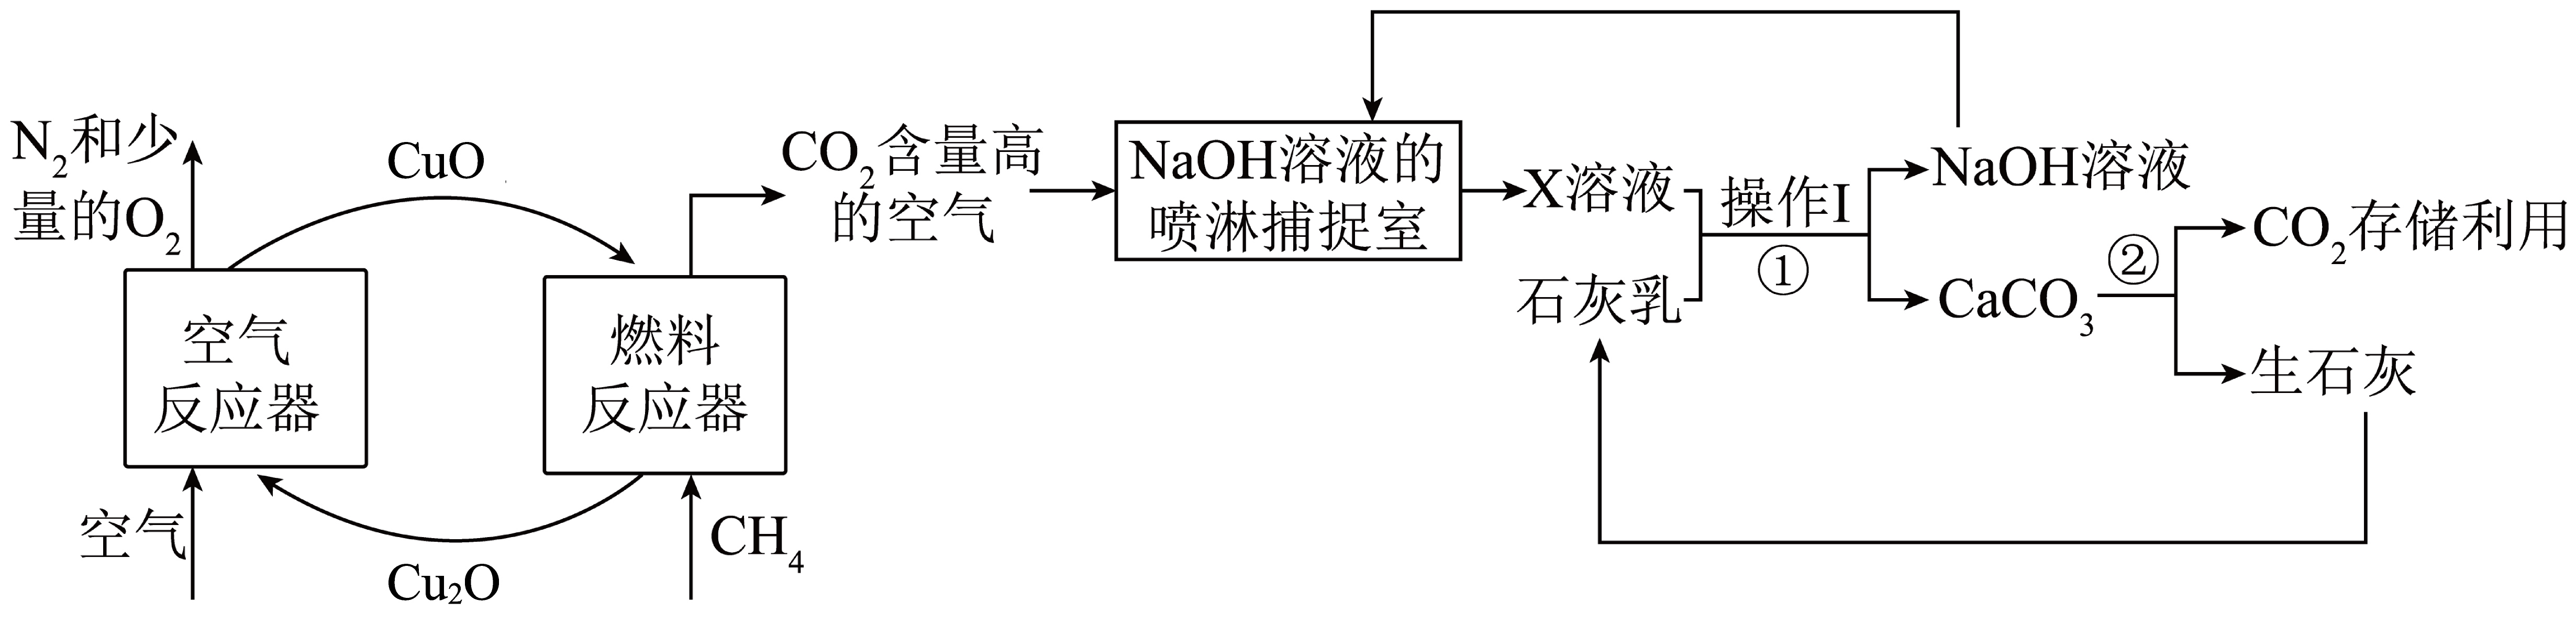 N₂和少
量的O₂
CuO
空气
反应器
空气
Cu₂O
燃料
反应器
CH₄
CO₂含量高
的空气
NaOH溶液的
喷淋捕捉室
X溶液
石灰乳
操作I
①
NaOH溶液
CaCO₃
②
CO₂存储利用
生石灰